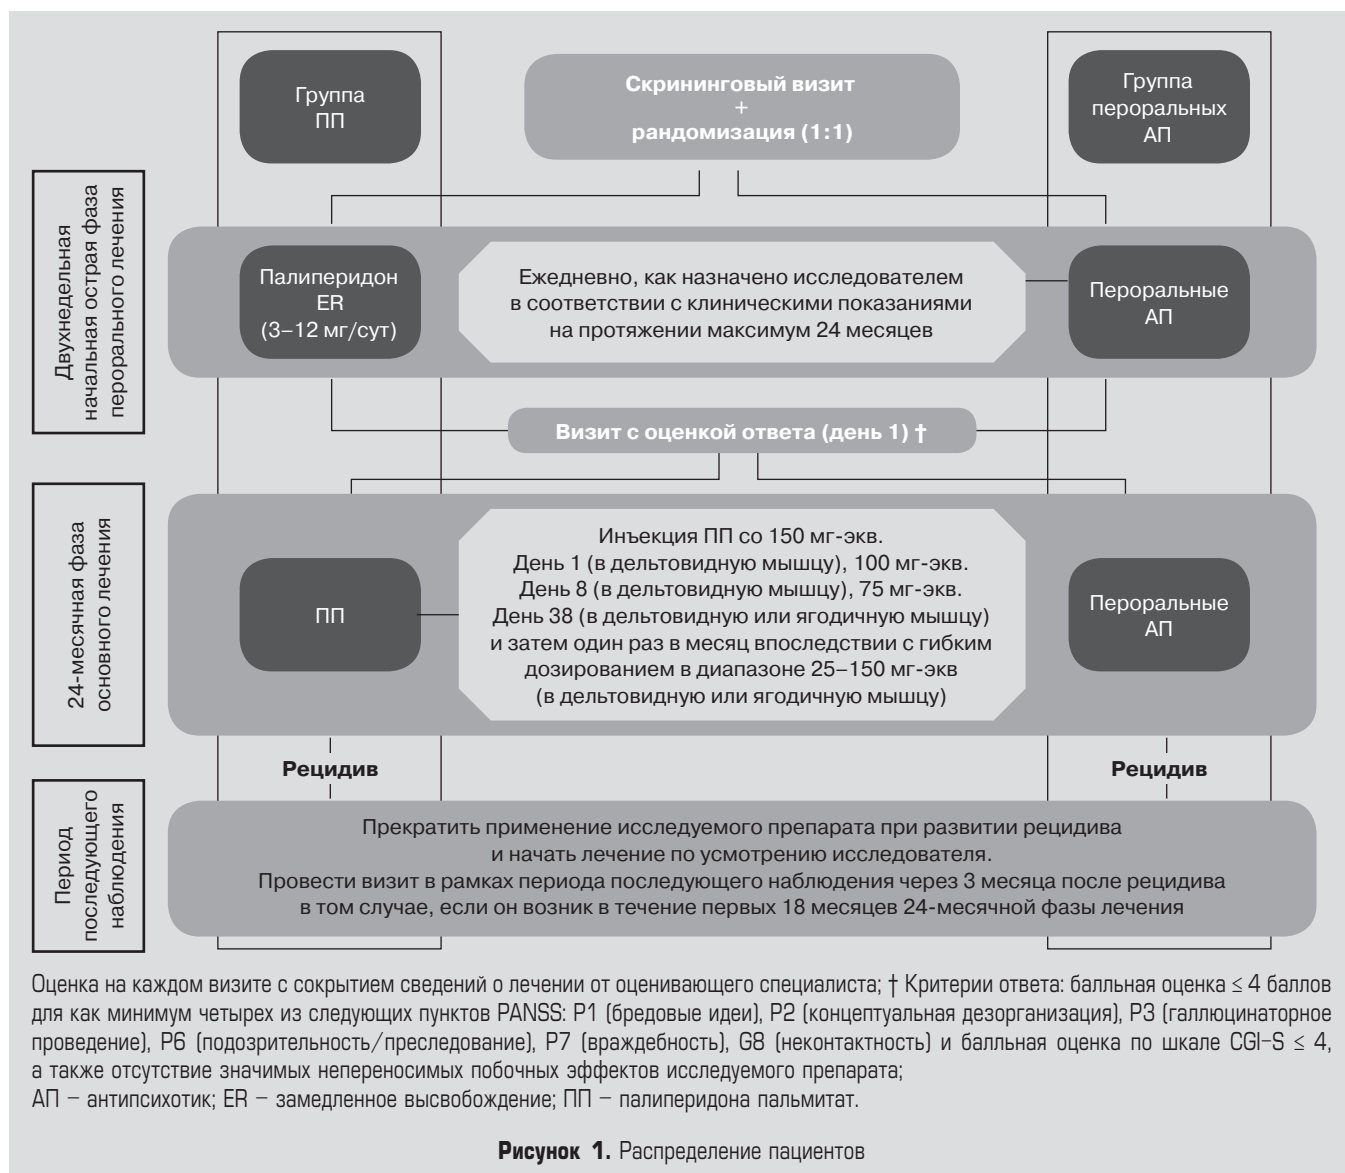 Группа
ПП
Скрининговый визит
+
рандомизация (1:1)
Группа
пероральных
АП
Двухнедельная
начальная острая фаза
перорального лечения
Палиперидон
ER
(3–12 мг/сут)
Ежедневно, как назначено исследователем
в соответствии с клиническими показаниями
на протяжении максимум 24 месяцев
Пероральные
АП
Визит с оценкой ответа (день 1) †
24-месячная фаза
основного лечения
ПП
Инъекция ПП со 150 мг-экв.
День 1 (в дельтовидную мышцу), 100 мг-экв.
День 8 (в дельтовидную мышцу), 75 мг-экв.
День 38 (в дельтовидную или ягодичную мышцу)
и затем один раз в месяц впоследствии с гибким
дозированием в диапазоне 25–150 мг-экв
(в дельтовидную или ягодичную мышцу)
Пероральные
АП
Рецидив
Рецидив
Период
последующего
наблюдения
Прекратить применение исследуемого препарата при развитии рецидива
и начать лечение по усмотрению исследователя.
Провести визит в рамках периода последующего наблюдения через 3 месяца после рецидива
в том случае, если он возник в течение первых 18 месяцев 24-месячной фазы лечения
Оценка на каждом визите с сокрытием сведений о лечении от оценивающего специалиста; † Критерии ответа: балльная оценка ≤ 4 баллов
для как минимум четырех из следующих пунктов PANSS: P1 (бредовые идеи), P2 (концептуальная дезорганизация), P3 (галлюцинаторное
проведение), P6 (подозрительность/преследование), P7 (враждебность), G8 (неконтактность) и балльная оценка по шкале CGI-S ≤ 4,
а также отсутствие значимых непереносимых побочных эффектов исследуемого препарата;
АП – антипсихотик; ER – замедленное высвобождение; ПП – палиперидона пальмитат.
Рисунок 1. Распределение пациентов